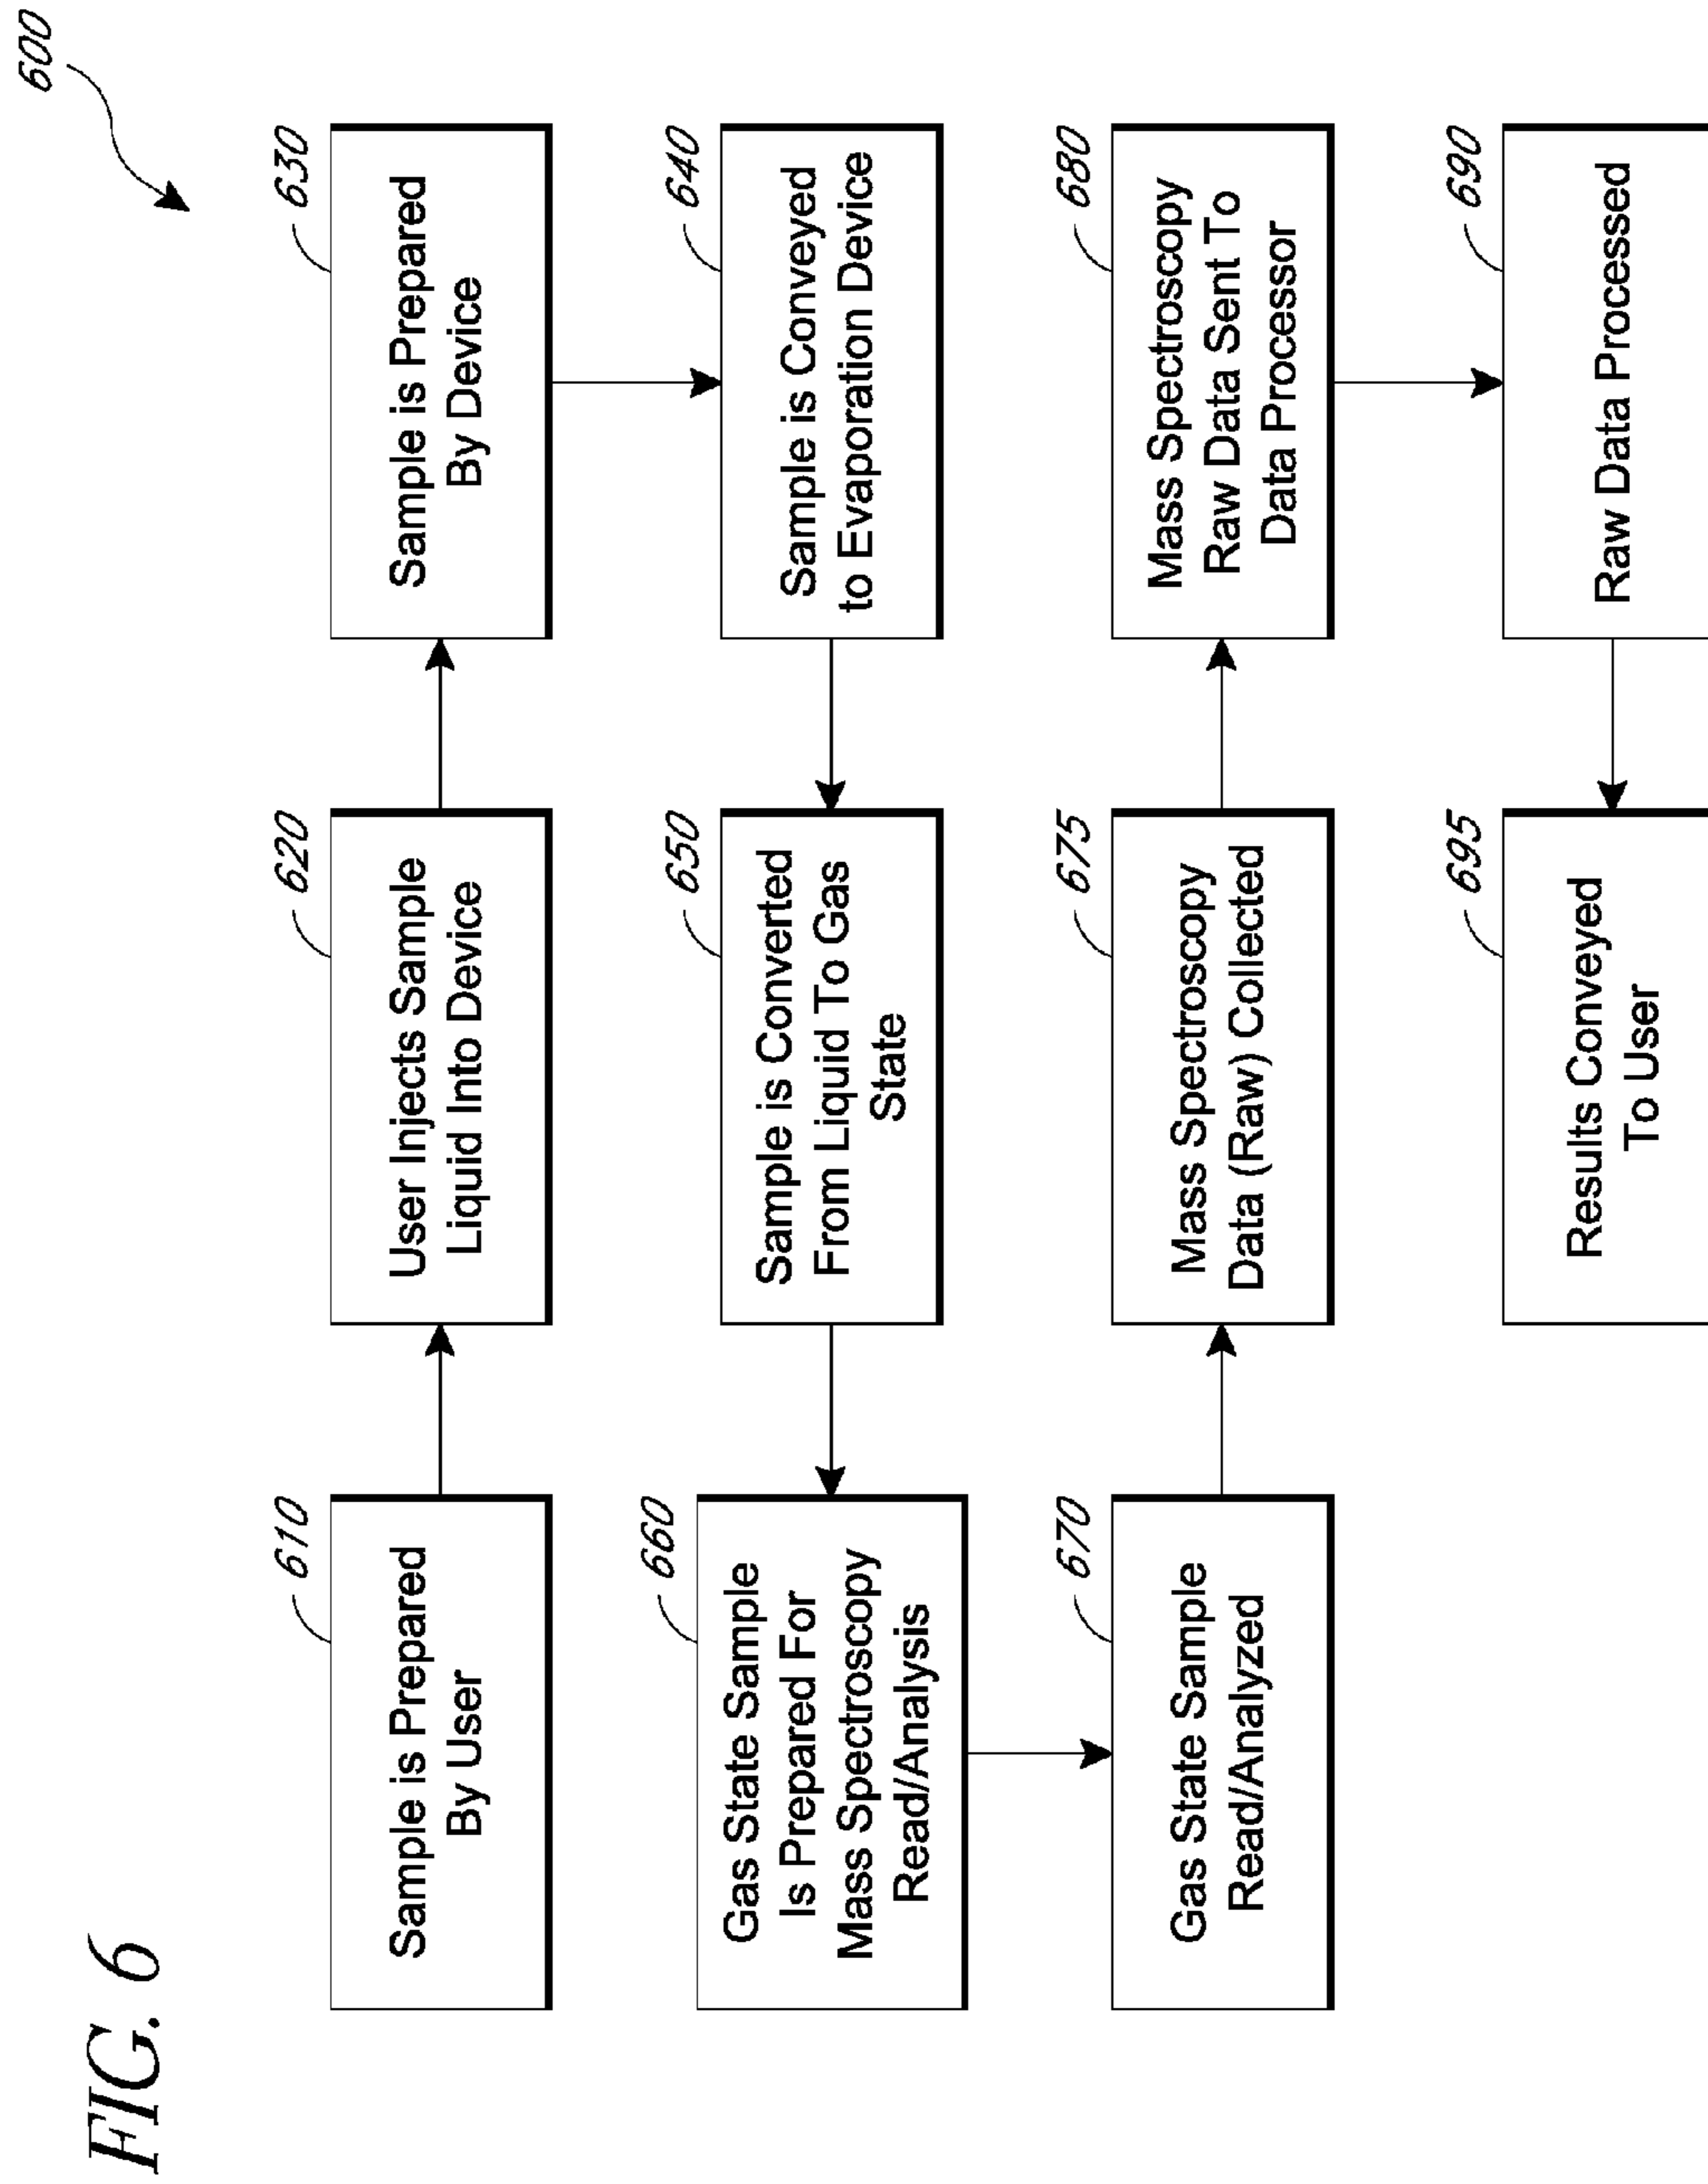 FIG. 6
600
610
Sample is Prepared
By User
620
User Injects Sample
Liquid Into Device
630
Sample is Prepared
By Device
640
Sample is Conveyed
to Evaporation Device
650
Sample is Converted
From Liquid To Gas
State
660
Gas State Sample
Is Prepared For
Mass Spectroscopy
Read/Analysis
670
Gas State Sample
Read/Analyzed
675
Mass Spectroscopy
Data (Raw) Collected
680
Mass Spectroscopy
Raw Data Sent To
Data Processor
690
Raw Data Processed
695
Results Conveyed
To User